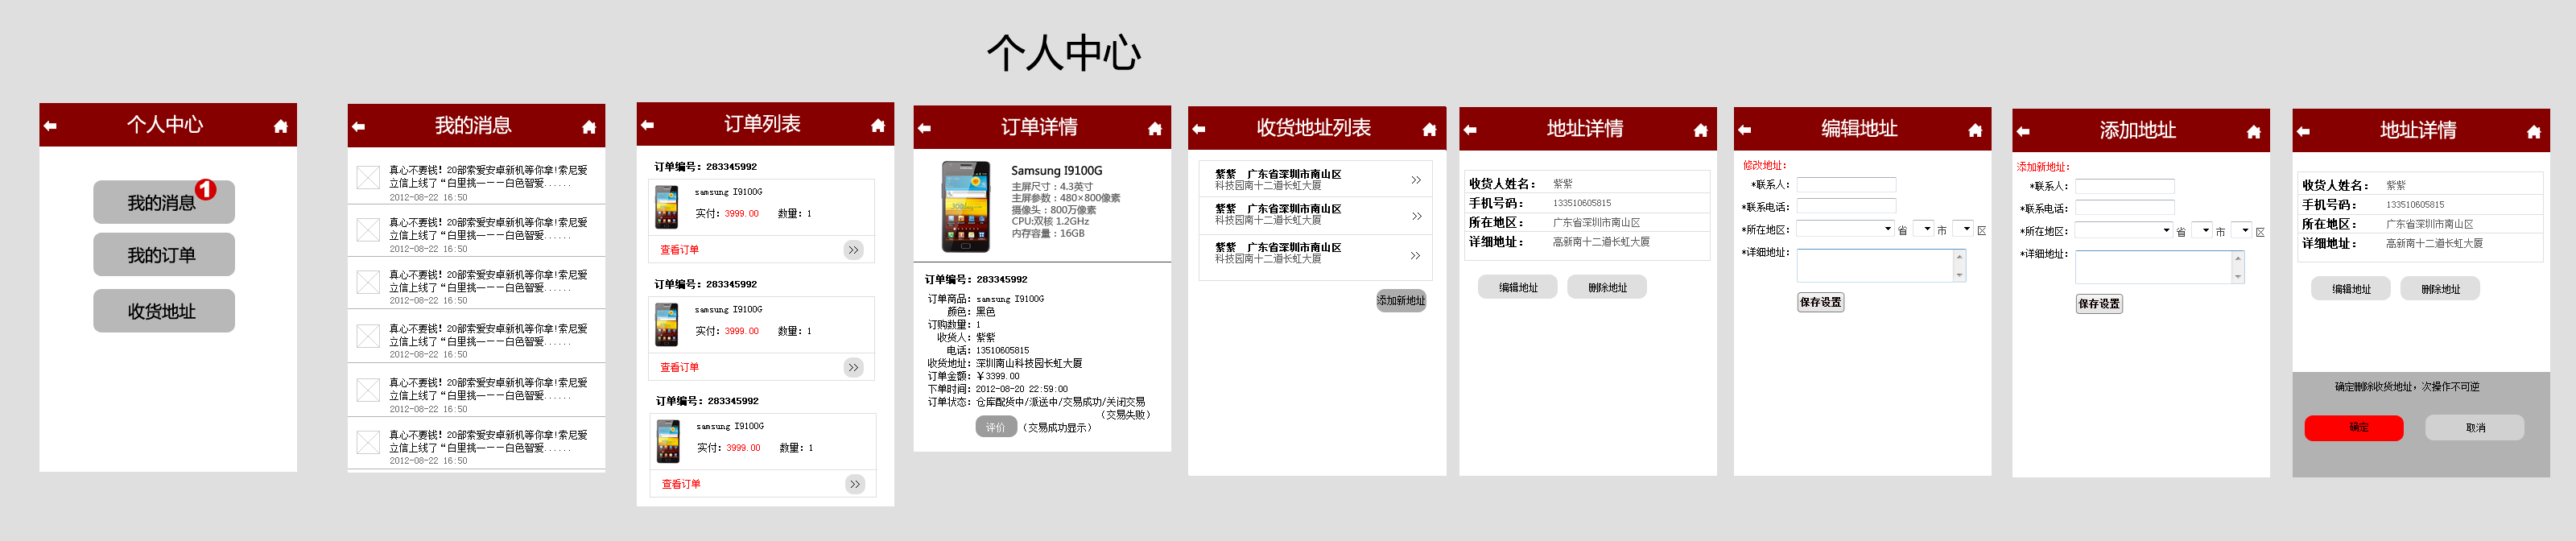 个人中心
个人中心
我的消息
1
我的订单
收货地址
我的消息
真心不要钱！20部索爱安卓新机等你拿!索尼爱
立信上线了“白里挑一一一白色智爱......
2012-08-22 16:50
真心不要钱！20部索爱安卓新机等你拿!索尼爱
立信上线了“白里挑一一一白色智爱......
2012-08-22 16:50
真心不要钱！20部索爱安卓新机等你拿!索尼爱
立信上线了“白里挑一一一白色智爱......
2012-08-22 16:50
真心不要钱！20部索爱安卓新机等你拿!索尼爱
立信上线了“白里挑一一一白色智爱......
2012-08-22 16:50
真心不要钱！20部索爱安卓新机等你拿!索尼爱
立信上线了“白里挑一一一白色智爱......
2012-08-22 16:50
真心不要钱！20部索爱安卓新机等你拿!索尼爱
立信上线了“白里挑一一一白色智爱......
2012-08-22 16:50
订单列表
订单编号：283345992
samsung I9100G
实付：3999.00 数量：1
查看订单 >>
订单编号：283345992
samsung I9100G
实付：3999.00 数量：1
查看订单 >>
订单编号：283345992
samsung I9100G
实付：3999.00 数量：1
查看订单 >>
订单详情
Samsung I9100G
主屏尺寸：4.3英寸
主屏参数：480×800像素
摄像头：800万像素
CPU:双核 1.2GHz
内存容量：16GB
订单编号：283345992
订单商品：samsung I9100G
颜色：黑色
订购数量：1
收货人：紫紫
电话：13510605815
收货地址：深圳南山科技园长虹大厦
订单金额：￥3399.00
下单时间：2012-08-20 22:59:00
订单状态：仓库配货中/派送中/交易成功/关闭交易
（交易失败）
评价 （交易成功显示）
收货地址列表
紫紫 广东省深圳市南山区
科技园南十二道长虹大厦 >>
紫紫 广东省深圳市南山区
科技园南十二道长虹大厦 >>
紫紫 广东省深圳市南山区
科技园南十二道长虹大厦 >>
添加新地址
地址详情
收货人姓名： 紫紫
手机号码： 133510605815
所在地区： 广东省深圳市南山区
详细地址： 高新南十二道长虹大厦
编辑地址 删除地址
编辑地址
修改地址：
*联系人：
*联系电话：
*所在地区： 省 市 区
*详细地址：
保存设置
添加地址
添加新地址：
*联系人：
*联系电话：
*所在地区： 省 市 区
*详细地址：
保存设置
地址详情
收货人姓名： 紫紫
手机号码： 133510605815
所在地区： 广东省深圳市南山区
详细地址： 高新南十二道长虹大厦
编辑地址 删除地址
确定删除收货地址，次操作不可逆
确定 取消